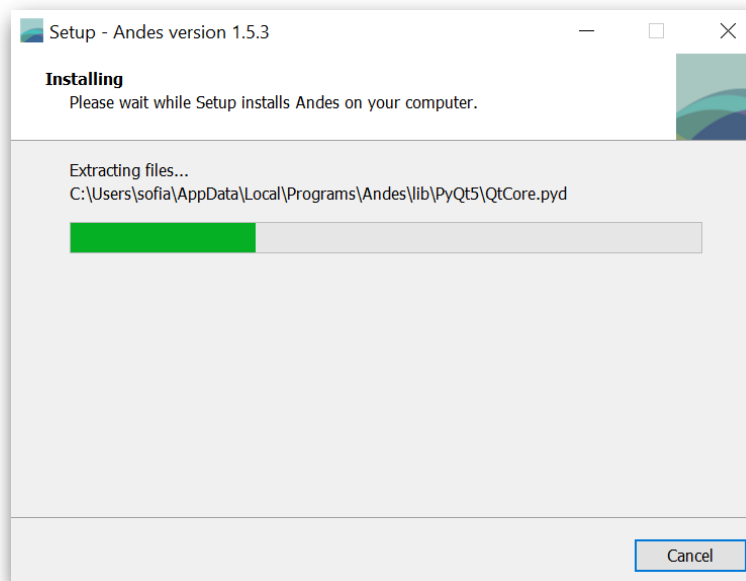 Setup - Andes version 1.5.3
Installing
Please wait while Setup installs Andes on your computer.
Extracting files...
C:\Users\sofia\AppData\Local\Programs\Andes\lib\PyQt5\QtCore.pyd
Cancel